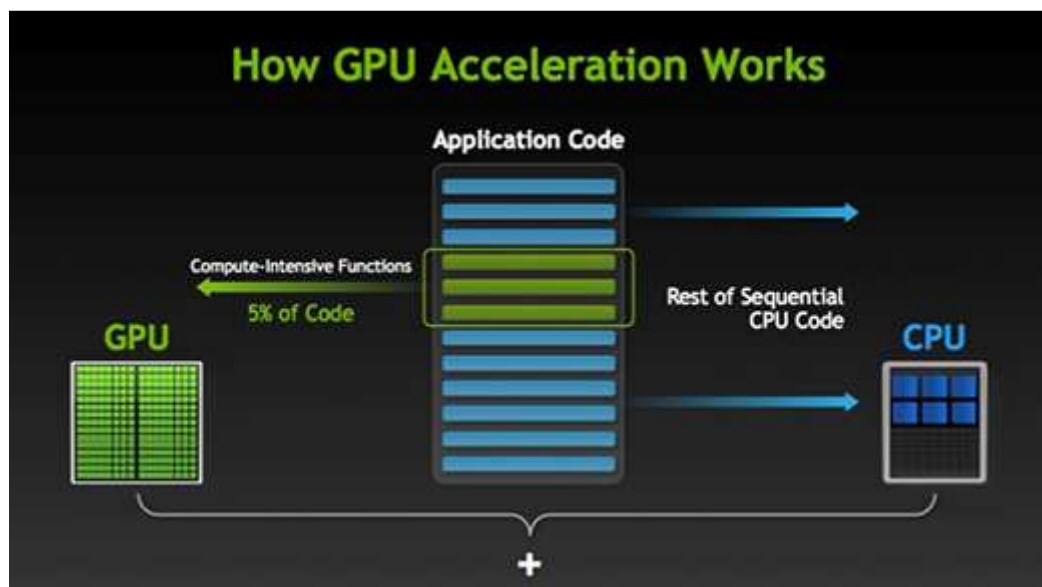 How GPU Acceleration Works
Application Code
Compute-Intensive Functions
5% of Code
Rest of Sequential
CPU Code
GPU
CPU
+